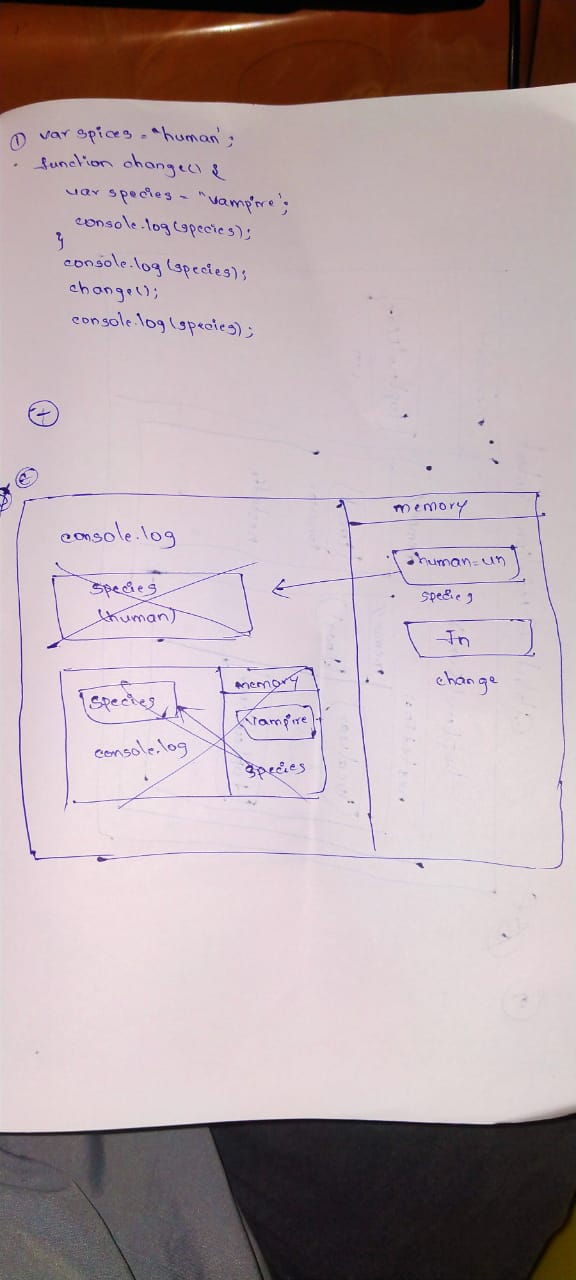 ① var spices = "human';
function change() {
var species = "vampire';
console.log(species);
}
console.log(species);
change();
console.log(species);
memory
console.log
human=un
species
species
(human)
fn
change
memory
species
vampire
console.log
species